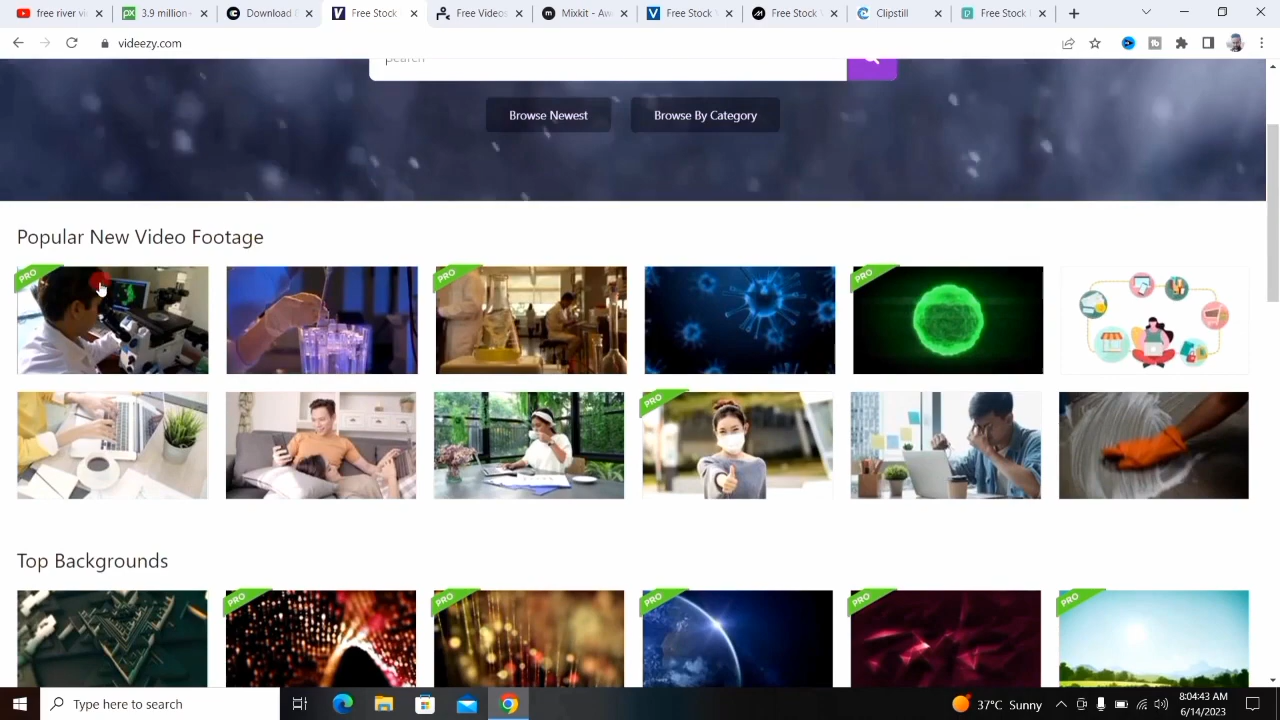 free river vi
3.9 million+
Download F
Free Stock
Free Videos
Mixkit - Aw
Free Stock V
Free Stock V
Clipstill
Free Stock
videezy.com
Search
Browse Newest
Browse By Category
Popular New Video Footage
PRO
PRO
PRO
PRO
Top Backgrounds
PRO
PRO
PRO
PRO
PRO
Type here to search
37°C Sunny
8:04:43 AM
6/14/2023